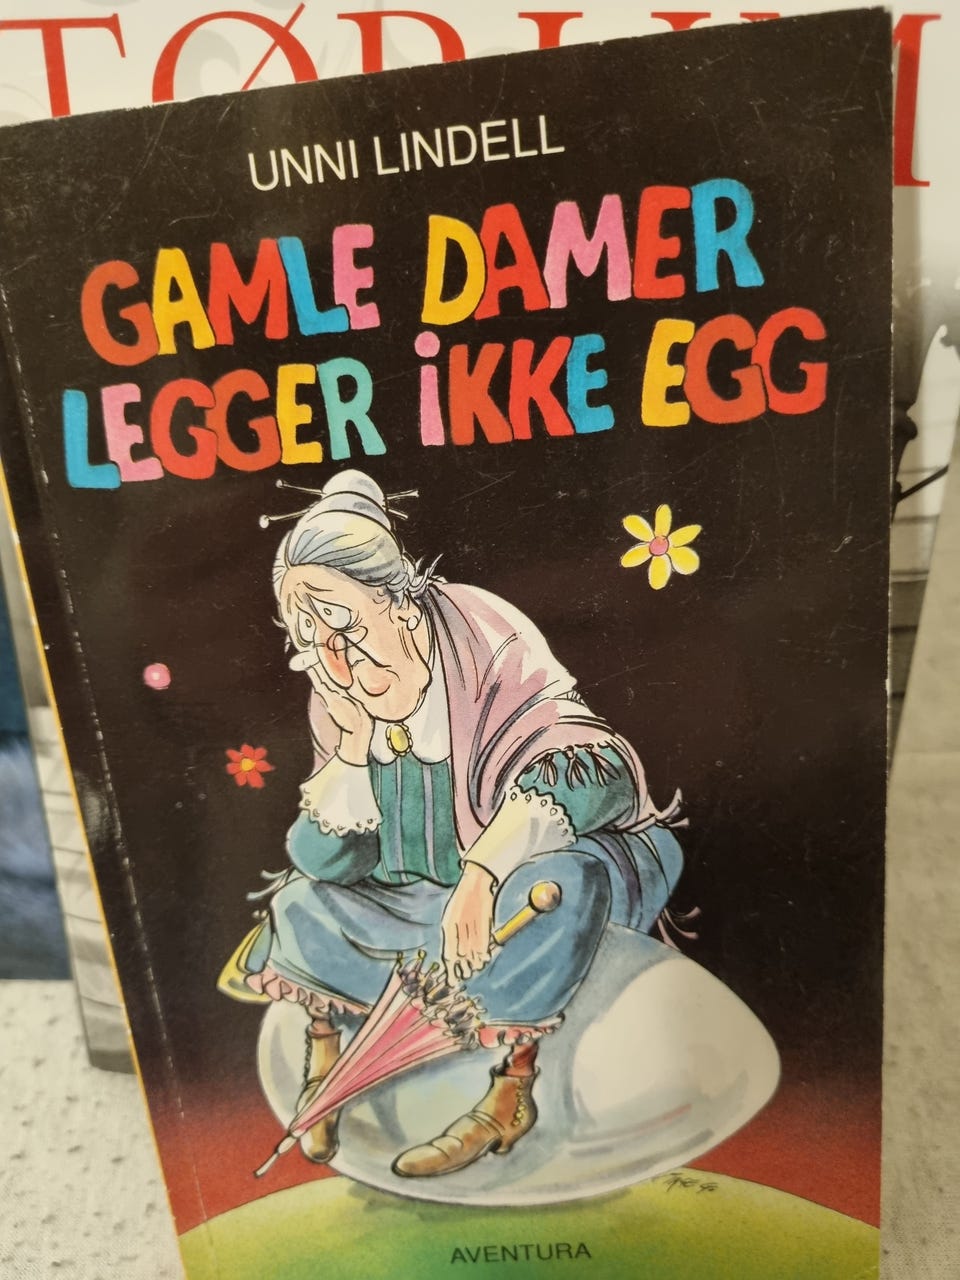 UNNI LINDELL
GAMLE DAMER
LEGGER iKKE EGG
AVENTURA